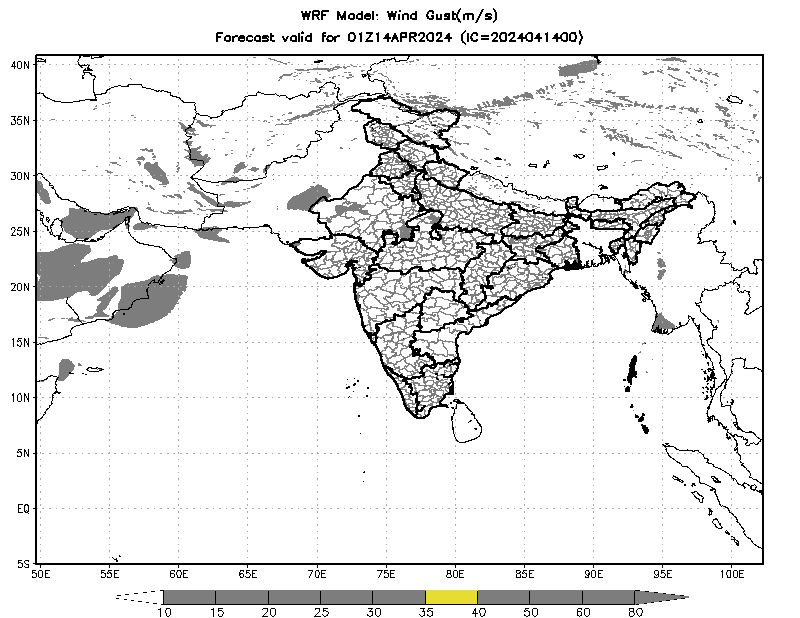 WRF Model: Wind Gust(m/s)
Forecast valid for 01Z14APR2024 (IC=2024041400)
40N
35N
30N
25N
20N
15N
10N
5N
EQ
5S
50E 55E 60E 65E 70E 75E 80E 85E 90E 95E 100E
10 15 20 25 30 35 40 50 60 80